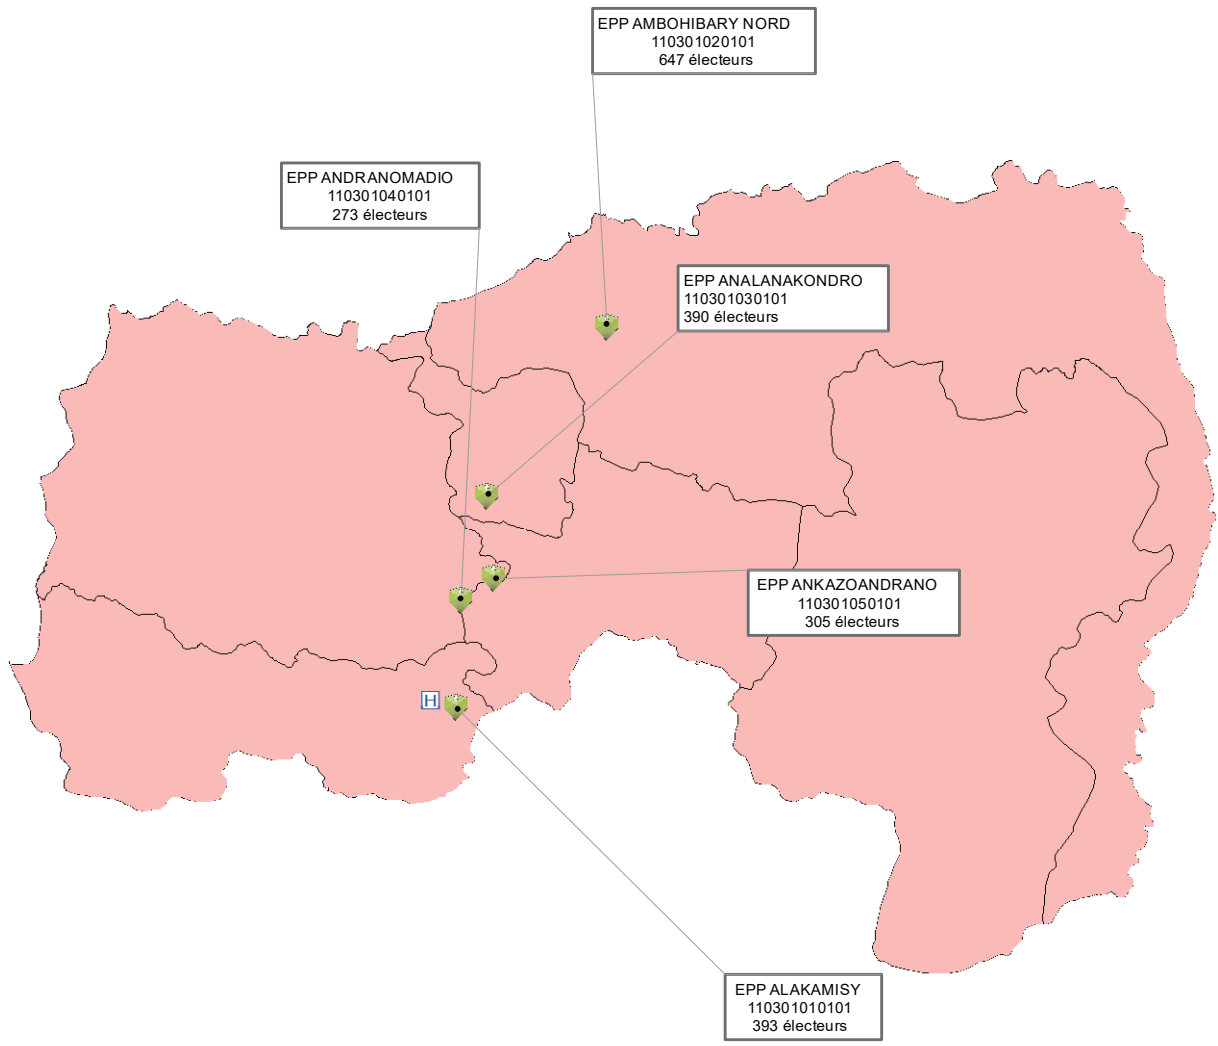 EPP AMBOHIBARY NORD
110301020101
647 électeurs
EPP ANDRANOMADIO
110301040101
273 électeurs
EPP ANALANAKONDRO
110301030101
390 électeurs
EPP ANKAZOANDRANO
110301050101
305 électeurs
H
EPP ALAKAMISY
110301010101
393 électeurs